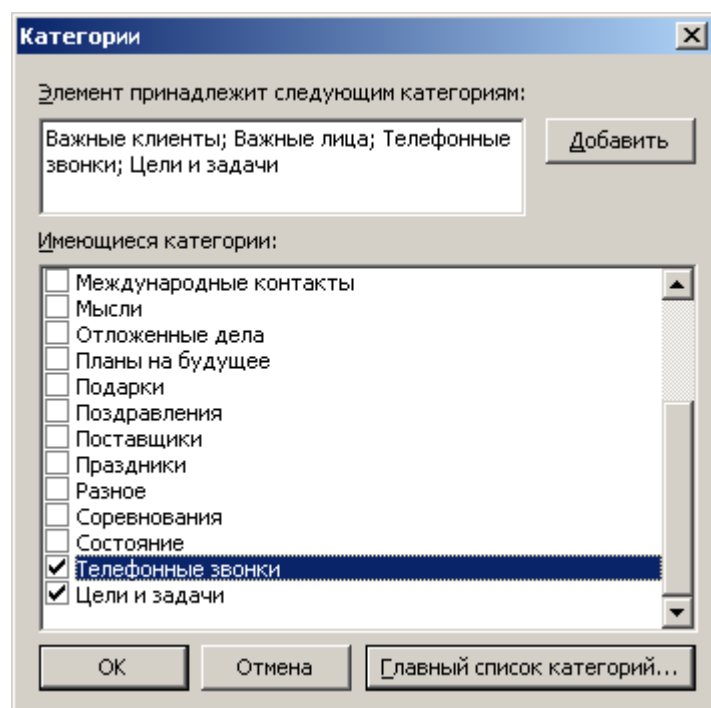 Категории
Элемент принадлежит следующим категориям:
Важные клиенты; Важные лица; Телефонные
звонки; Цели и задачи
Добавить
Имеющиеся категории:
Международные контакты
Мысли
Отложенные дела
Планы на будущее
Подарки
Поздравления
Поставщики
Праздники
Разное
Соревнования
Состояние
Телефонные звонки
Цели и задачи
ОК
Отмена
Главный список категорий...